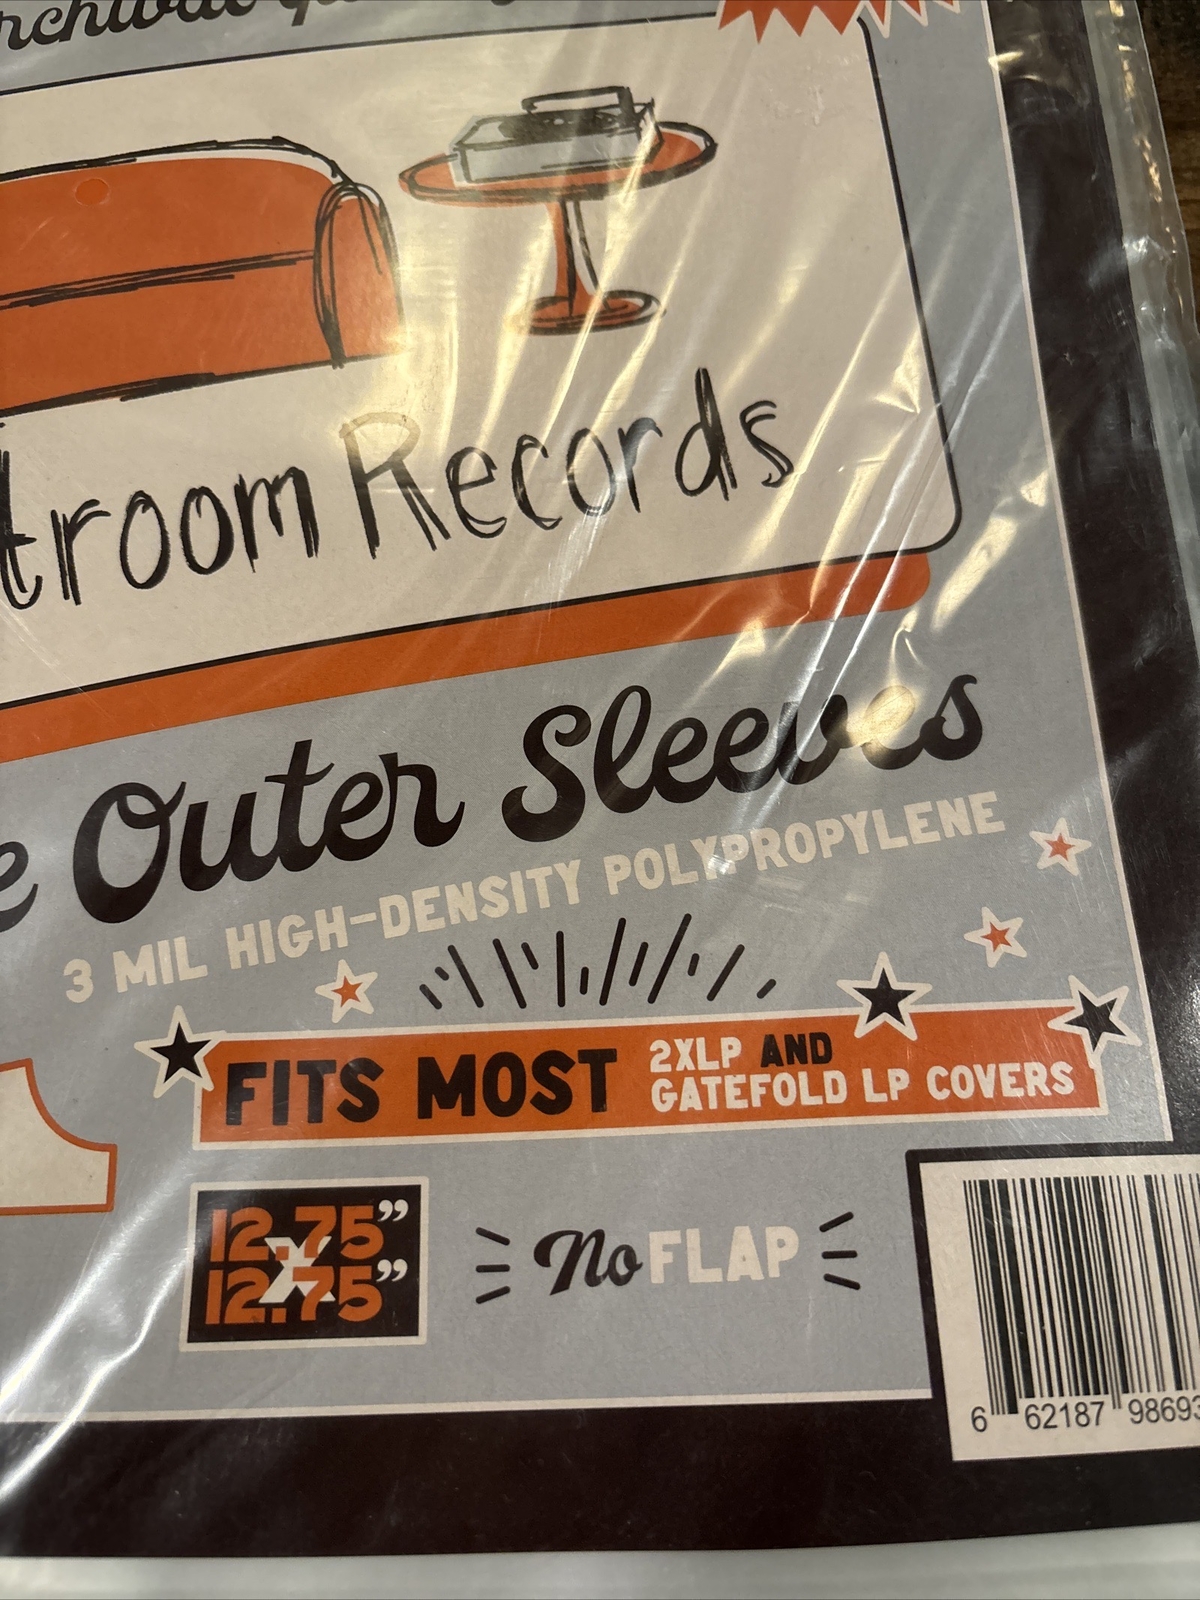 troom Records
Outer Sleeves
3 MIL HIGH-DENSITY POLYPROPYLENE
FITS MOST 2XLP AND
GATEFOLD LP COVERS
12.75”
X
12.75”
No FLAP
6 62187 98693